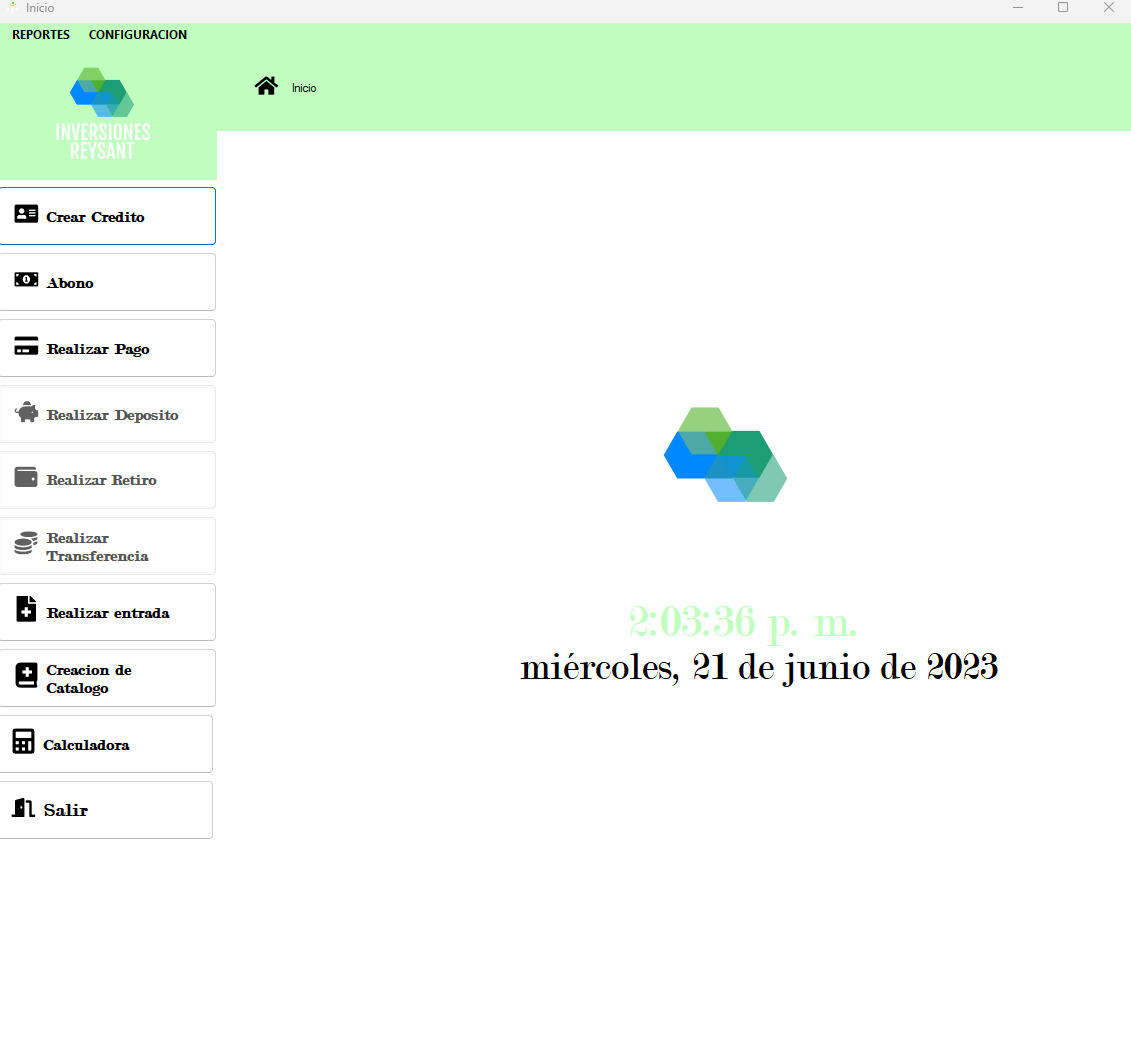 Inicio
REPORTES CONFIGURACION
INVERSIONES
REYSANT
Inicio
Crear Credito
Abono
Realizar Pago
Realizar Deposito
Realizar Retiro
Realizar
Transferencia
Realizar entrada
Creacion de
Catalogo
Calculadora
Salir
2:03:36 p. m.
miércoles, 21 de junio de 2023